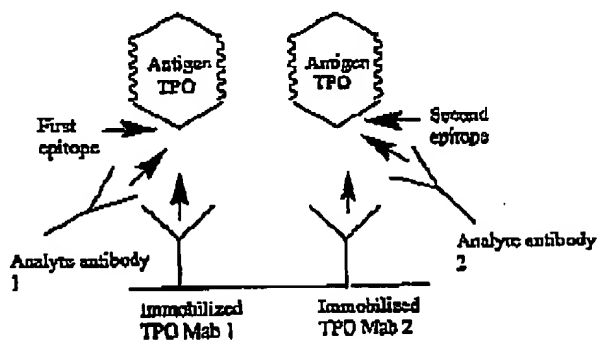 Antigen
TPO
Antigen
TPO
First
epitope
Second
epitope
Analyte antibody
1
Analyte antibody
2
Immobilized
TPO Mab 1
Immobilised
TPO Mab 2